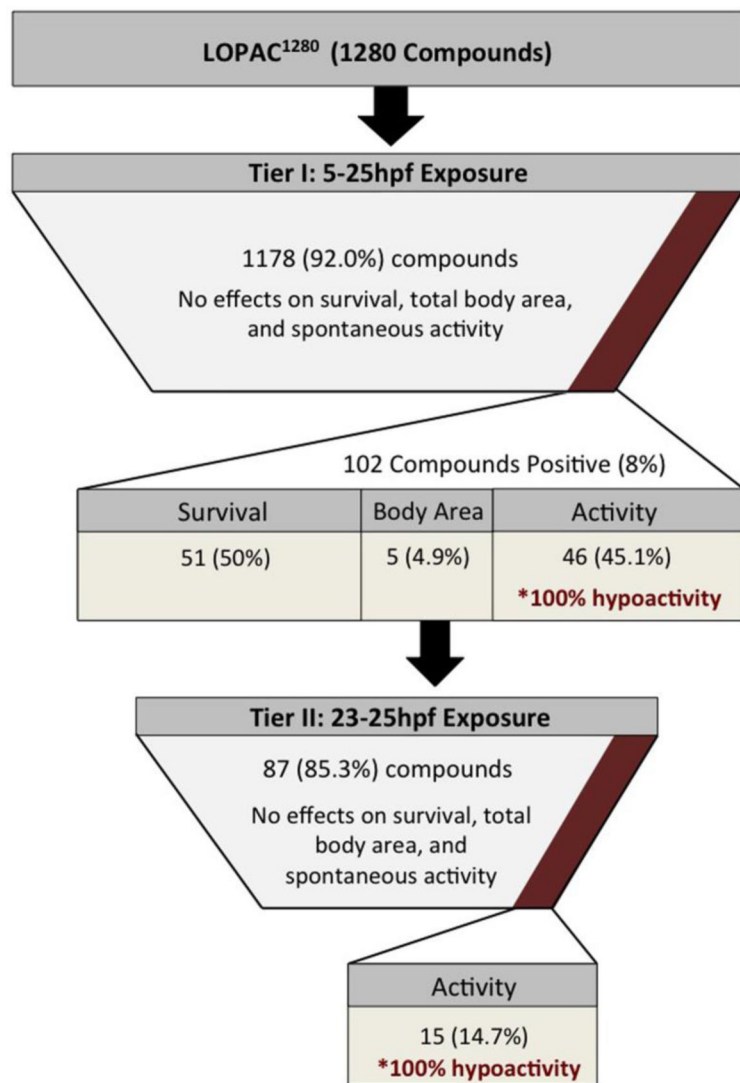 LOPAC1280 (1280 Compounds)
Tier I: 5-25hpf Exposure
1178 (92.0%) compounds
No effects on survival, total body area,
and spontaneous activity
102 Compounds Positive (8%)
Survival Body Area Activity
51 (50%) 5 (4.9%) 46 (45.1%)
*100% hypoactivity
Tier II: 23-25hpf Exposure
87 (85.3%) compounds
No effects on survival, total
body area, and
spontaneous activity
Activity
15 (14.7%)
*100% hypoactivity